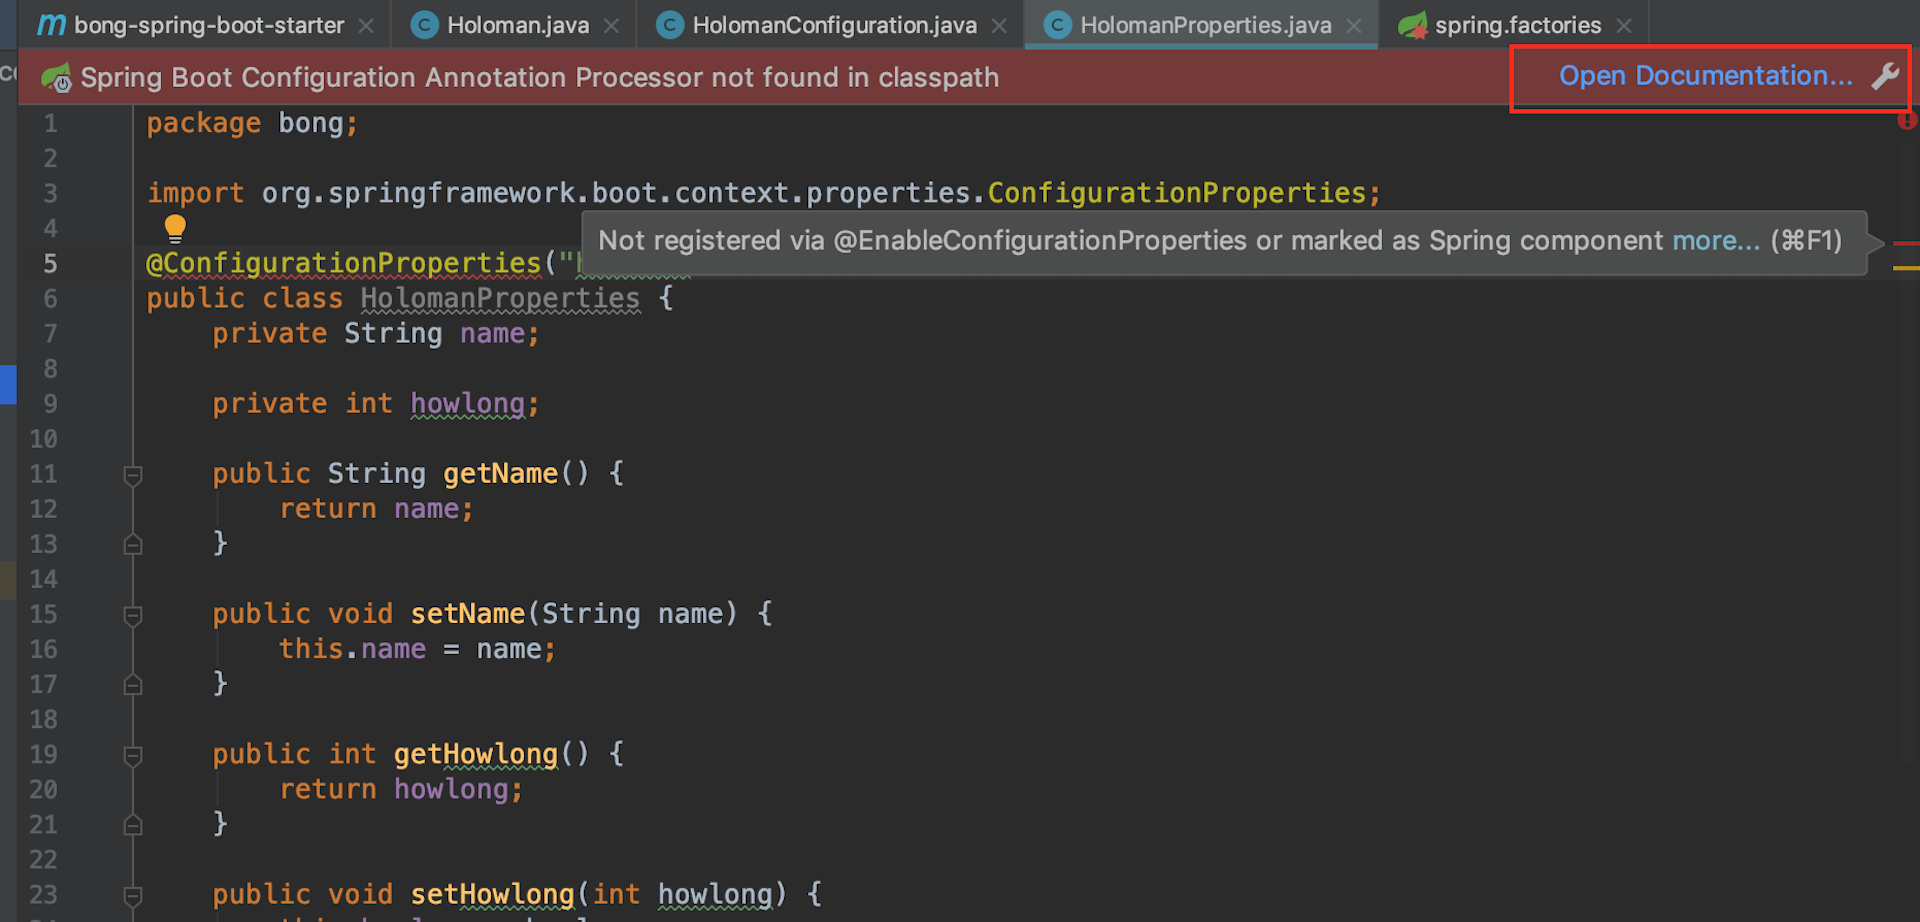 bong-spring-boot-starter
Holoman.java
HolomanConfiguration.java
HolomanProperties.java
spring.factories
Spring Boot Configuration Annotation Processor not found in classpath
Open Documentation...
1 package bong;
2
3 import org.springframework.boot.context.properties.ConfigurationProperties;
4
Not registered via @EnableConfigurationProperties or marked as Spring component more... (⌘F1)
5 @ConfigurationProperties("
6 public class HolomanProperties {
7 private String name;
8
9 private int howlong;
10
11 public String getName() {
12 return name;
13 }
14
15 public void setName(String name) {
16 this.name = name;
17 }
18
19 public int getHowlong() {
20 return howlong;
21 }
22
23 public void setHowlong(int howlong) {